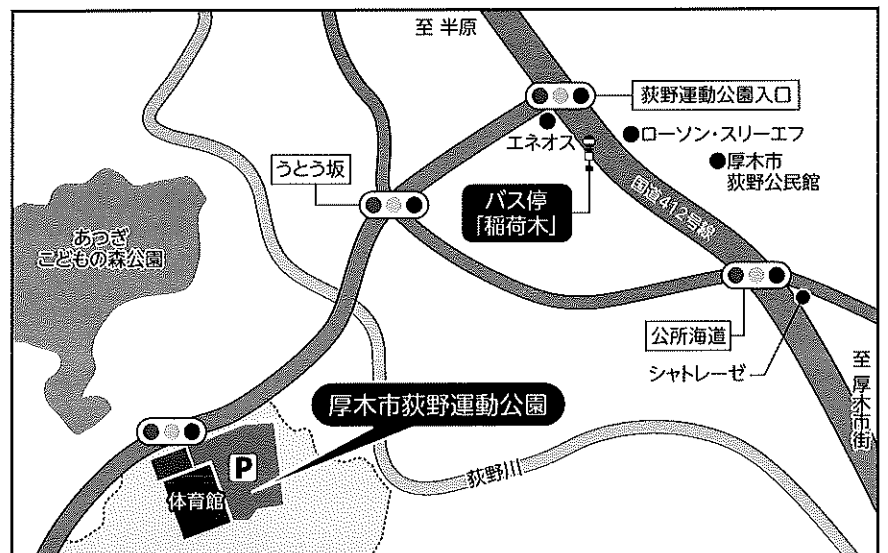 至 半原
荻野運動公園入口
エネオス
ローソン・スリーエフ
厚木市
荻野公民館
うとう坂
バス停
「稲荷木」
国道412号線
あつぎ
こどもの森公園
公所海道
シャトレーゼ
至 厚木市街
厚木市荻野運動公園
P
体育館
荻野川